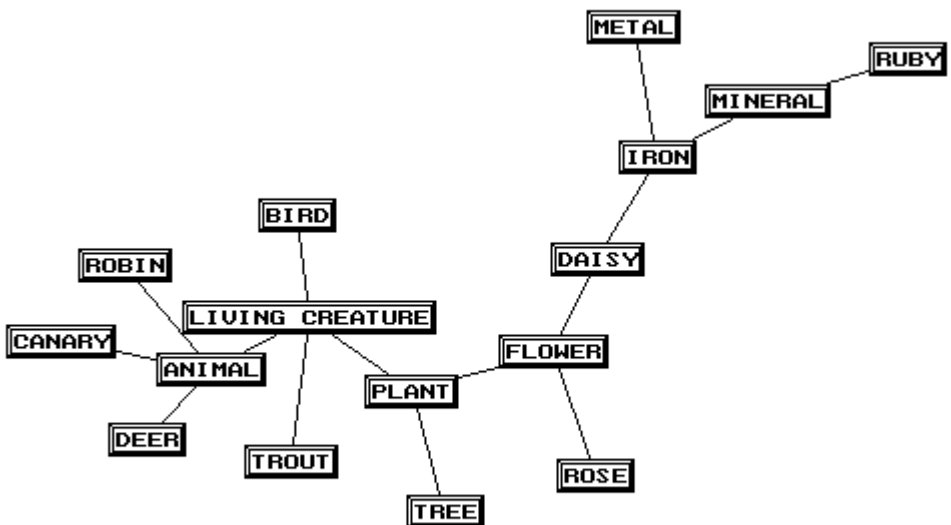 METAL
RUBY
MINERAL
IRON
BIRD
DAISY
ROBIN
LIVING CREATURE
CANARY
FLOWER
ANIMAL
PLANT
DEER
TROUT
ROSE
TREE